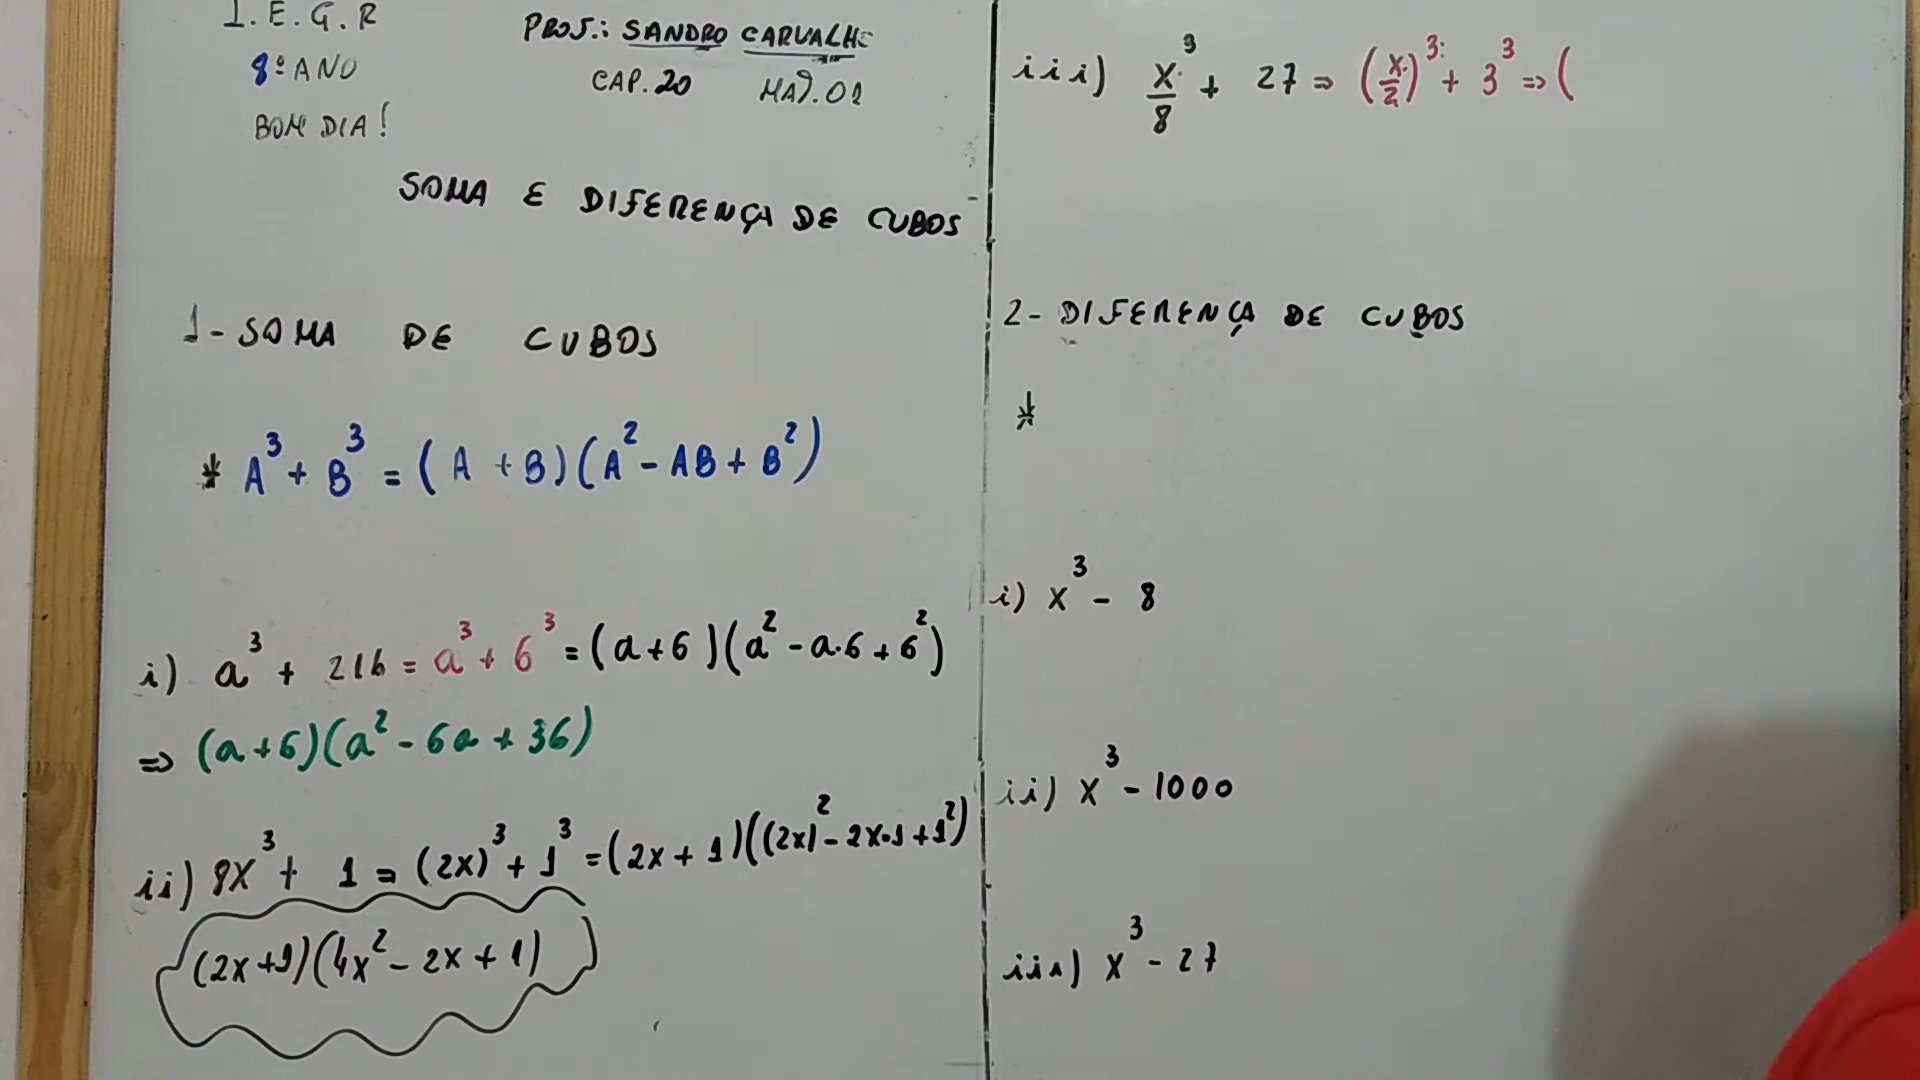 I.E.G.R
8º ANO
BOM DIA!
PROF.: SANDRO CARVALHO
CAP. 20 MAT. 01
SOMA E DIFERENÇA DE CUBOS
1- SOMA DE CUBOS
* A³ + B³ = (A + B)(A² - AB + B²)
i) a³ + 216 = a³ + 6³ = (a+6)(a² - a·6 + 6²)
⇒ (a+6)(a² - 6a + 36)
ii) 8X³ + 1 = (2X)³ + 1³ = (2X + 1)((2X)² - 2X·1 + 1²)
(2X+1)(4X² - 2X + 1)
iii) X³/8 + 27 ⇒ (X/2)³ + 3³ ⇒ (
2- DIFERENÇA DE CUBOS
*
i) X³ - 8
ii) X³ - 1000
iii) X³ - 27